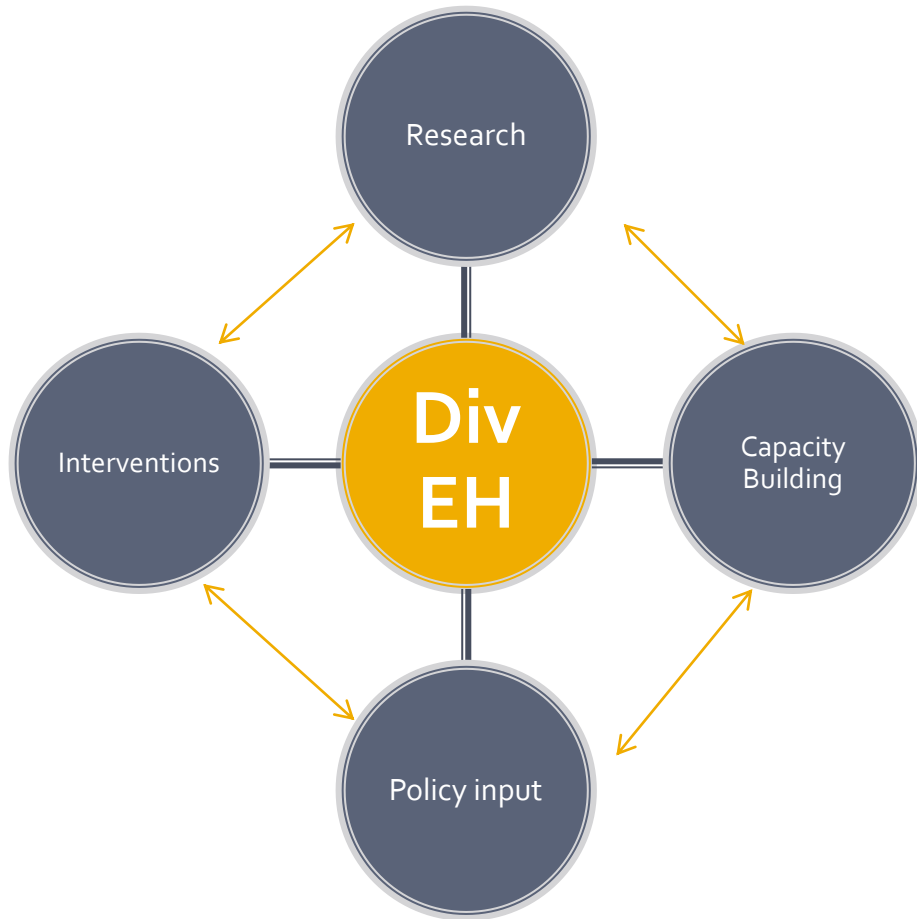 Research
Interventions
Div
EH
Capacity
Building
Policy input